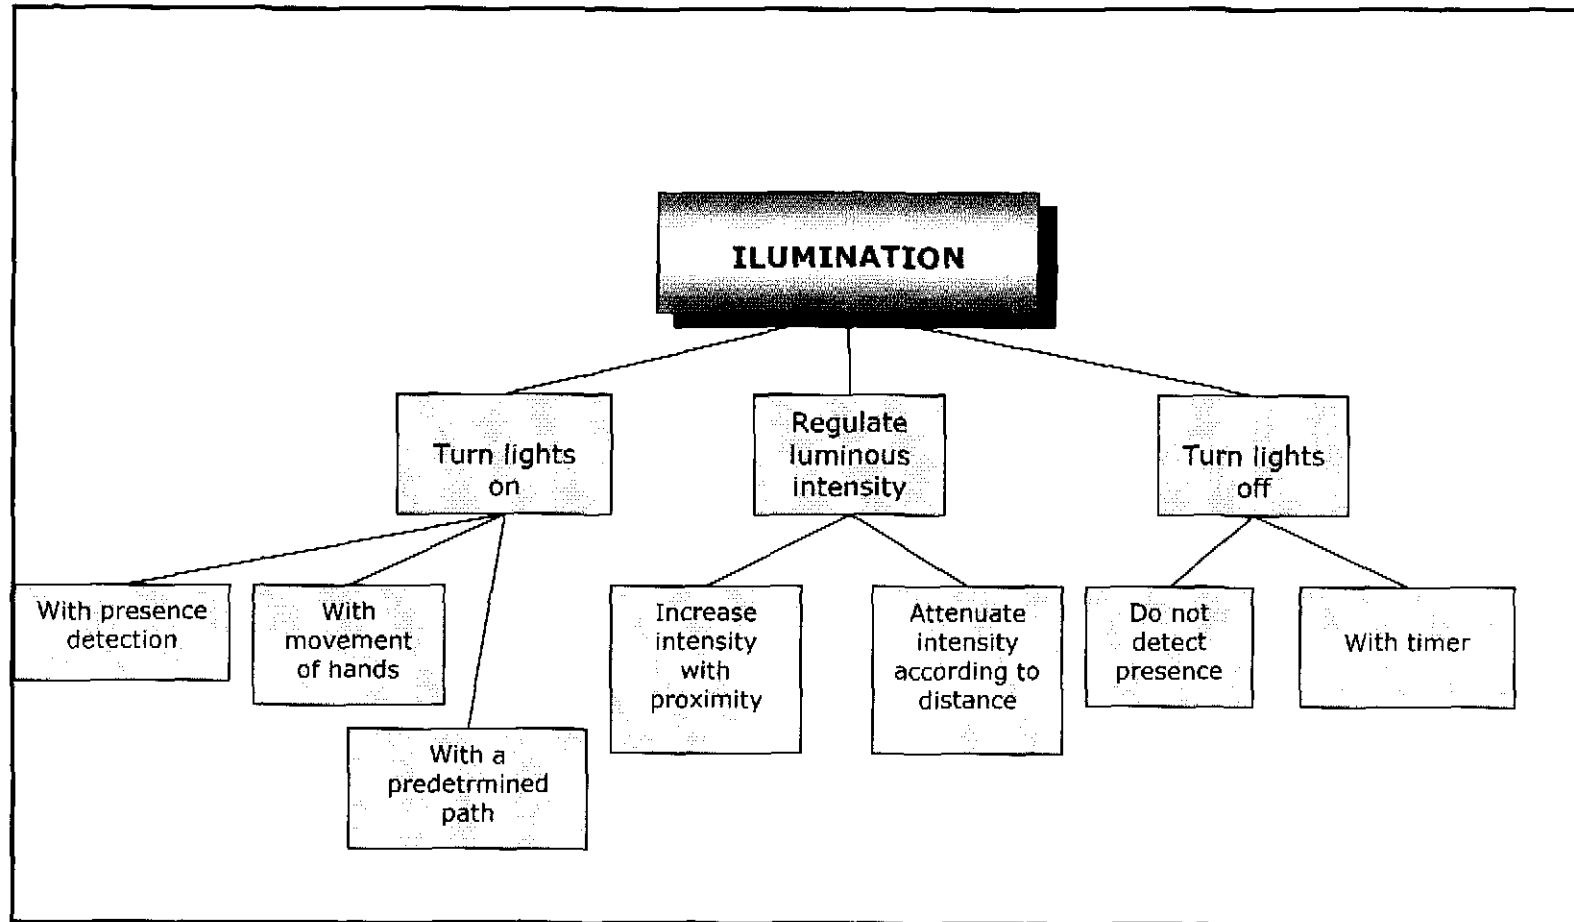 ILUMINATION
Turn lights
on
Regulate
luminous
intensity
Turn lights
off
With presence
detection
With
movement
of hands
With a
predetrmined
path
Increase
intensity
with
proximity
Attenuate
intensity
according to
distance
Do not
detect
presence
With timer